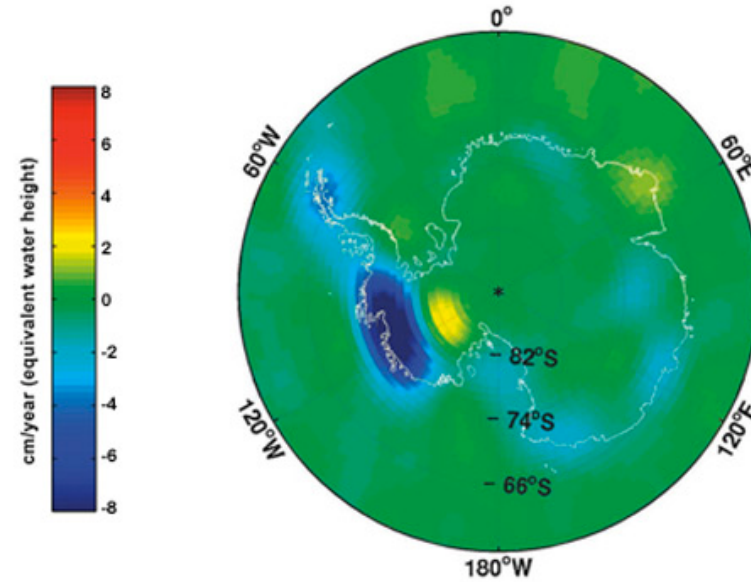 0°
60°W
60°E
8
6
4
2
0
-2
-4
-6
-8
cm/year (equivalent water height)
*
– 82°S
– 74°S
– 66°S
120°W
120°E
180°W